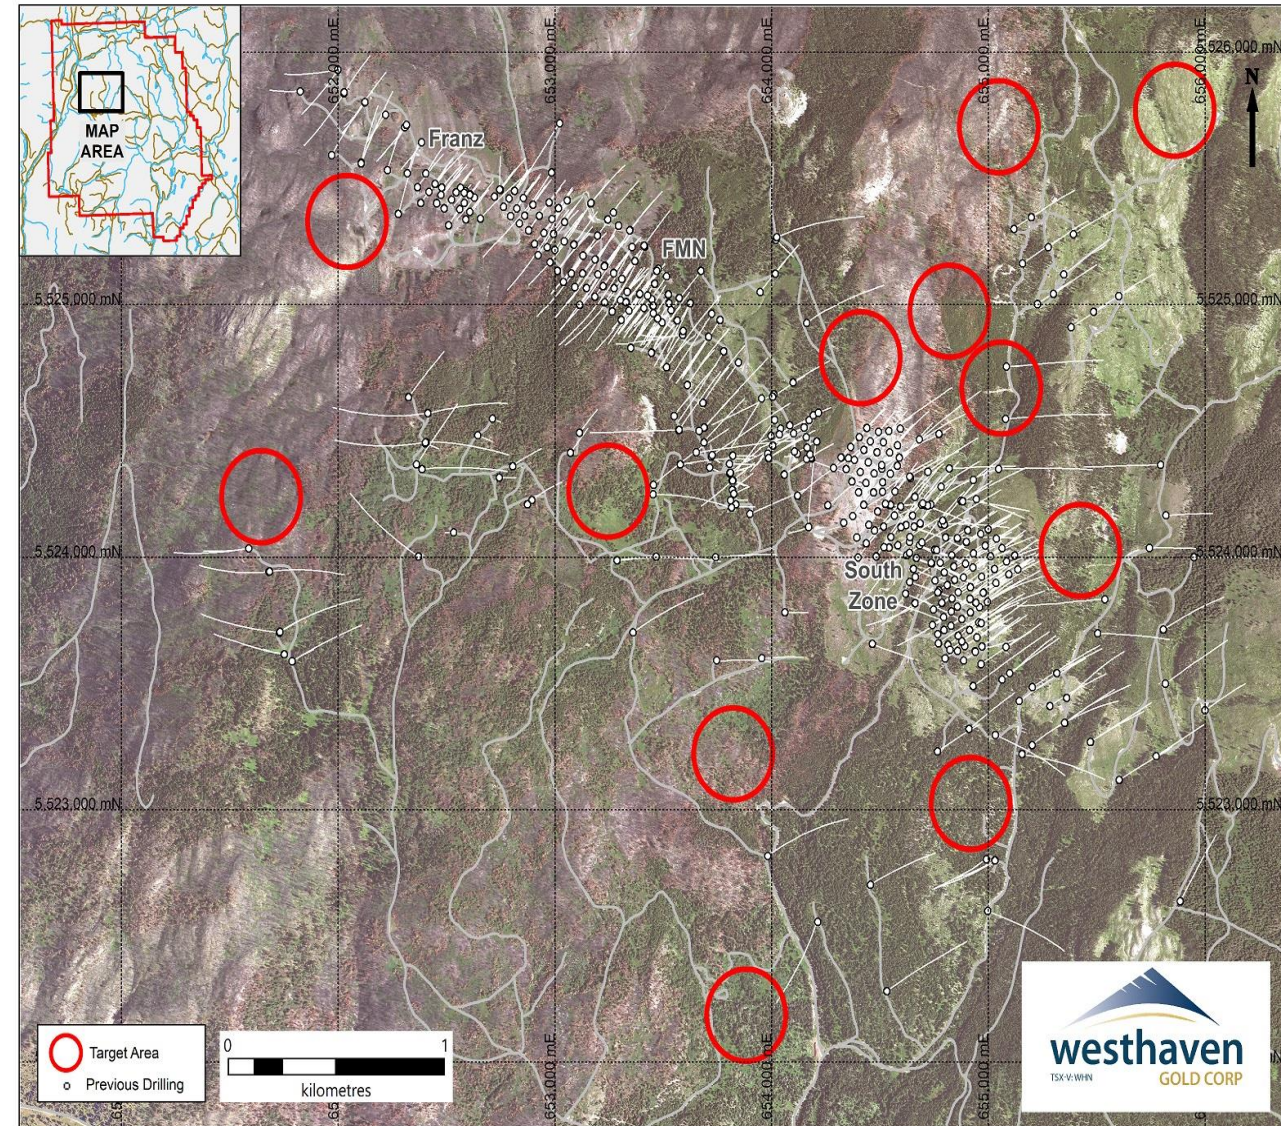 652,000 mE
653,000 mE
654,000 mE
655,000 mE
656,000 mE
5,526,000 mN
N
MAP
AREA
Franz
FMN
5,525,000 mN
5,525,000 mN
5,524,000 mN
5,524,000 mN
South
Zone
5,523,000 mN
5,523,000 mN
Target Area
Previous Drilling
0 1
kilometres
653,000 mE
654,000 mE
655,000 mE
westhaven
TSX-V: WHN
GOLD CORP